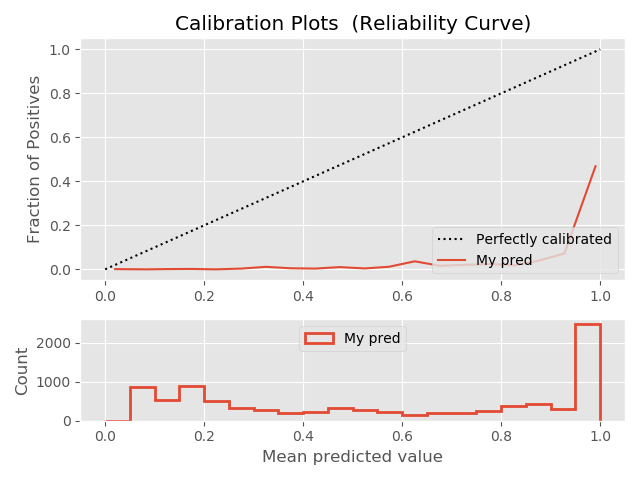 Calibration Plots (Reliability Curve)
Fraction of Positives
1.0
0.8
0.6
0.4
0.2
0.0
Perfectly calibrated
My pred
0.0 0.2 0.4 0.6 0.8 1.0
Count
2000
1000
0
My pred
0.0 0.2 0.4 0.6 0.8 1.0
Mean predicted value